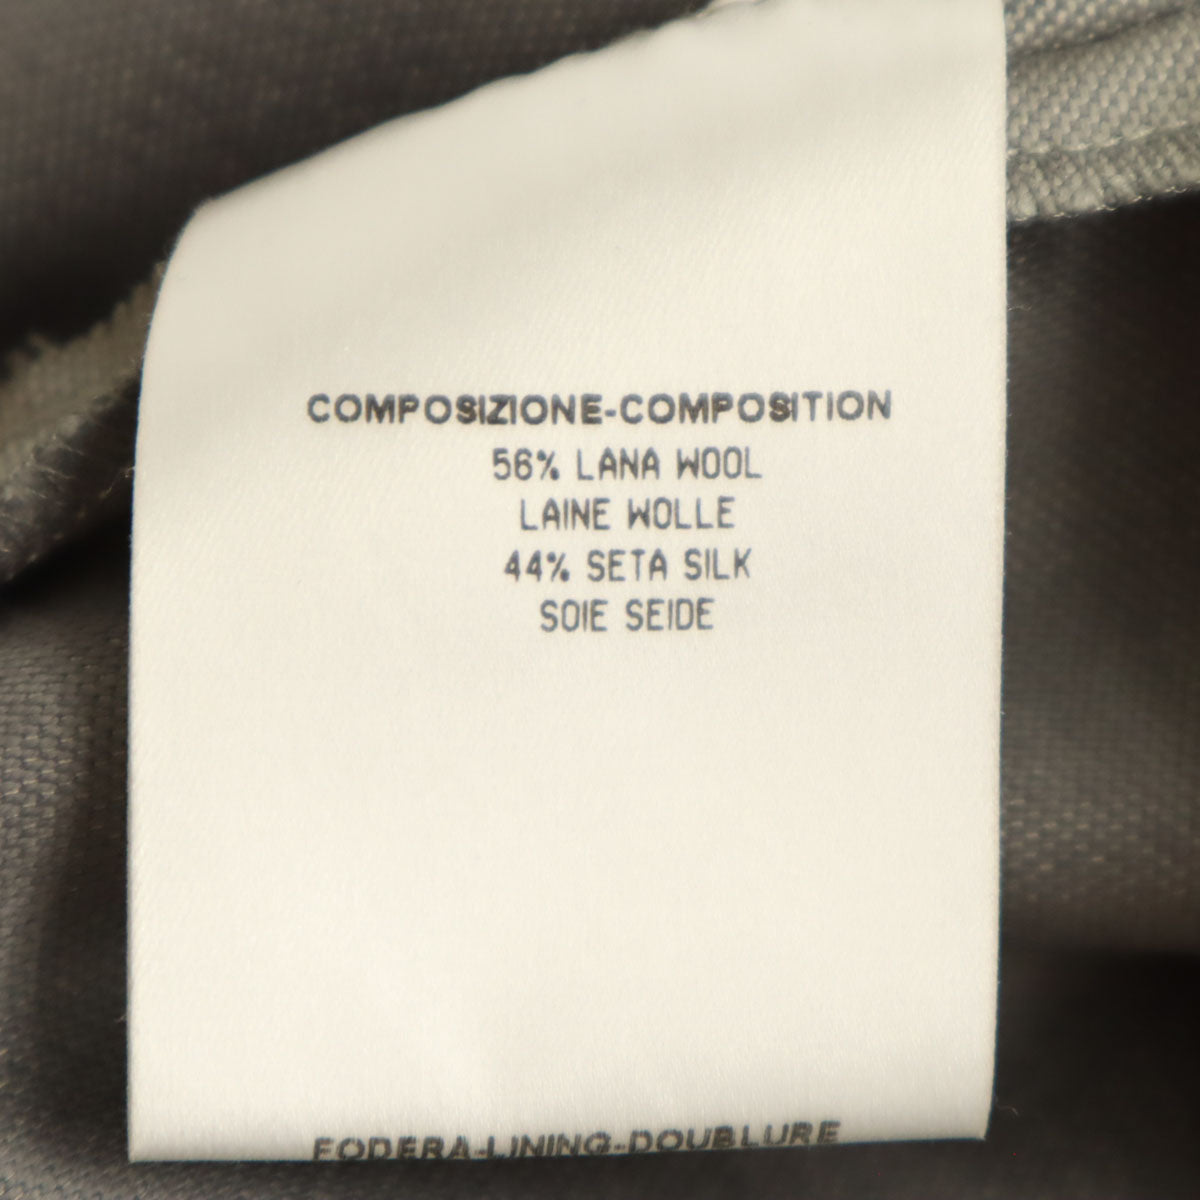 COMPOSIZIONE-COMPOSITION
56% LANA WOOL
LAINE WOLLE
44% SETA SILK
SOIE SEIDE
FODERA-LINING-DOUBLURE